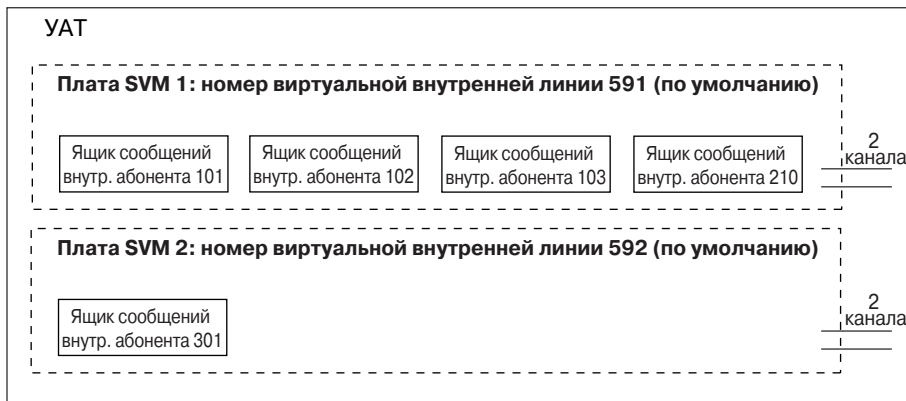 УАТ
Плата SVM 1: номер виртуальной внутренней линии 591 (по умолчанию)
Ящик сообщений
внутр. абонента 101
Ящик сообщений
внутр. абонента 102
Ящик сообщений
внутр. абонента 103
Ящик сообщений
внутр. абонента 210
2
канала
Плата SVM 2: номер виртуальной внутренней линии 592 (по умолчанию)
Ящик сообщений
внутр. абонента 301
2
канала